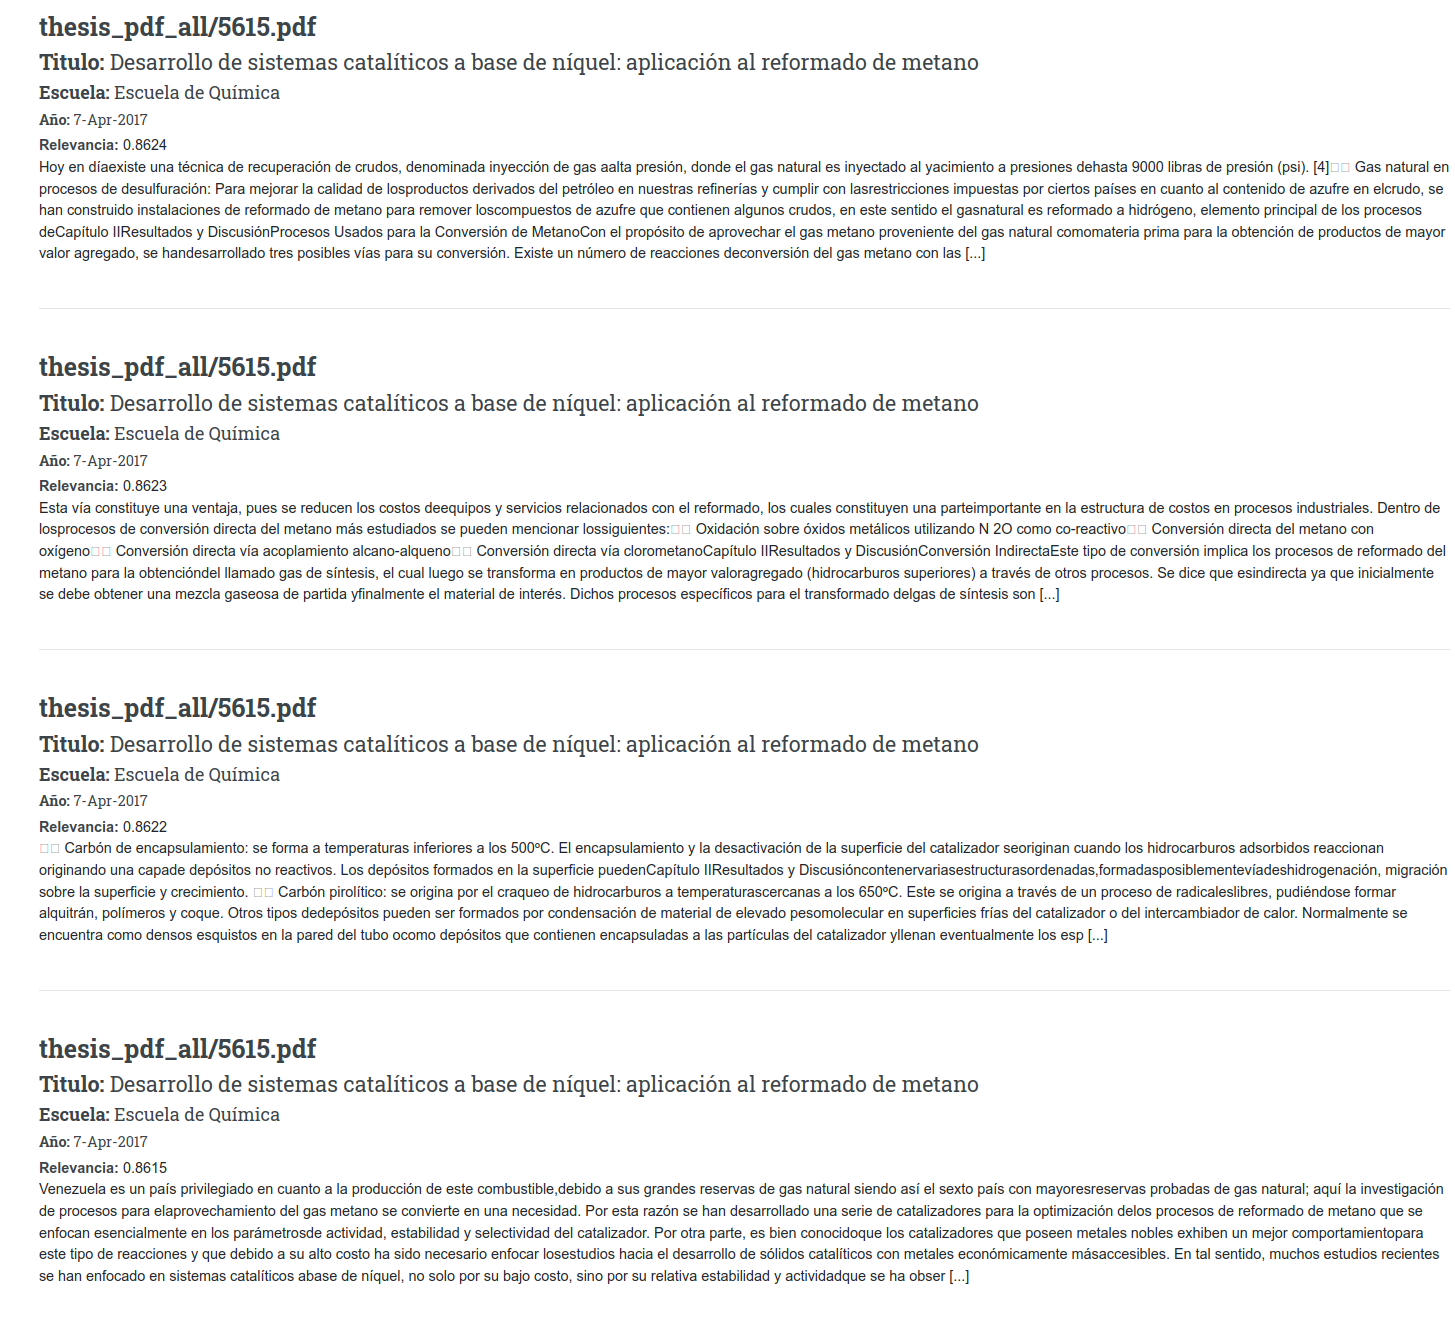 thesis_pdf_all/5615.pdf
Titulo: Desarrollo de sistemas catalíticos a base de níquel: aplicación al reformado de metano
Escuela: Escuela de Química
Año: 7-Apr-2017
Relevancia: 0.8624
Hoy en díaexiste una técnica de recuperación de crudos, denominada inyección de gas aalta presión, donde el gas natural es inyectado al yacimiento a presiones dehasta 9000 libras de presión (psi). [4]□□ Gas natural en
procesos de desulfuración: Para mejorar la calidad de losproductos derivados del petróleo en nuestras refinerías y cumplir con lasrestricciones impuestas por ciertos países en cuanto al contenido de azufre en elcrudo, se
han construido instalaciones de reformado de metano para remover loscompuestos de azufre que contienen algunos crudos, en este sentido el gasnatural es reformado a hidrógeno, elemento principal de los procesos
deCapítulo IIResultados y DiscusiónProcesos Usados para la Conversión de MetanoCon el propósito de aprovechar el gas metano proveniente del gas natural comomateria prima para la obtención de productos de mayor
valor agregado, se handesarrollado tres posibles vías para su conversión. Existe un número de reacciones deconversión del gas metano con las [...]
thesis_pdf_all/5615.pdf
Titulo: Desarrollo de sistemas catalíticos a base de níquel: aplicación al reformado de metano
Escuela: Escuela de Química
Año: 7-Apr-2017
Relevancia: 0.8623
Esta vía constituye una ventaja, pues se reducen los costos deequipos y servicios relacionados con el reformado, los cuales constituyen una parteimportante en la estructura de costos en procesos industriales. Dentro de
losprocesos de conversión directa del metano más estudiados se pueden mencionar lossiguientes:□□ Oxidación sobre óxidos metálicos utilizando N 2O como co-reactivo□□ Conversión directa del metano con
oxígeno□□ Conversión directa vía acoplamiento alcano-alqueno□□ Conversión directa vía clorometanoCapítulo IIResultados y DiscusiónConversión IndirectaEste tipo de conversión implica los procesos de reformado del
metano para la obtencióndel llamado gas de síntesis, el cual luego se transforma en productos de mayor valoragregado (hidrocarburos superiores) a través de otros procesos. Se dice que esindirecta ya que inicialmente
se debe obtener una mezcla gaseosa de partida yfinalmente el material de interés. Dichos procesos específicos para el transformado delgas de síntesis son [...]
thesis_pdf_all/5615.pdf
Titulo: Desarrollo de sistemas catalíticos a base de níquel: aplicación al reformado de metano
Escuela: Escuela de Química
Año: 7-Apr-2017
Relevancia: 0.8622
□□ Carbón de encapsulamiento: se forma a temperaturas inferiores a los 500ºC. El encapsulamiento y la desactivación de la superficie del catalizador seoriginan cuando los hidrocarburos adsorbidos reaccionan
originando una capade depósitos no reactivos. Los depósitos formados en la superficie puedenCapítulo IIResultados y Discusióncontenervariasestructurasordenadas,formadasposiblementevíadeshidrogenación, migración
sobre la superficie y crecimiento. □□ Carbón pirolítico: se origina por el craqueo de hidrocarburos a temperaturascercanas a los 650ºC. Este se origina a través de un proceso de radicaleslibres, pudiéndose formar
alquitrán, polímeros y coque. Otros tipos dedepósitos pueden ser formados por condensación de material de elevado pesomolecular en superficies frías del catalizador o del intercambiador de calor. Normalmente se
encuentra como densos esquistos en la pared del tubo ocomo depósitos que contienen encapsuladas a las partículas del catalizador yllenan eventualmente los esp [...]
thesis_pdf_all/5615.pdf
Titulo: Desarrollo de sistemas catalíticos a base de níquel: aplicación al reformado de metano
Escuela: Escuela de Química
Año: 7-Apr-2017
Relevancia: 0.8615
Venezuela es un país privilegiado en cuanto a la producción de este combustible,debido a sus grandes reservas de gas natural siendo así el sexto país con mayoresreservas probadas de gas natural; aquí la investigación
de procesos para elaprovechamiento del gas metano se convierte en una necesidad. Por esta razón se han desarrollado una serie de catalizadores para la optimización delos procesos de reformado de metano que se
enfocan esencialmente en los parámetrosde actividad, estabilidad y selectividad del catalizador. Por otra parte, es bien conocidoque los catalizadores que poseen metales nobles exhiben un mejor comportamientopara
este tipo de reacciones y que debido a su alto costo ha sido necesario enfocar losestudios hacia el desarrollo de sólidos catalíticos con metales económicamente másaccesibles. En tal sentido, muchos estudios recientes
se han enfocado en sistemas catalíticos abase de níquel, no solo por su bajo costo, sino por su relativa estabilidad y actividadque se ha obser [...]